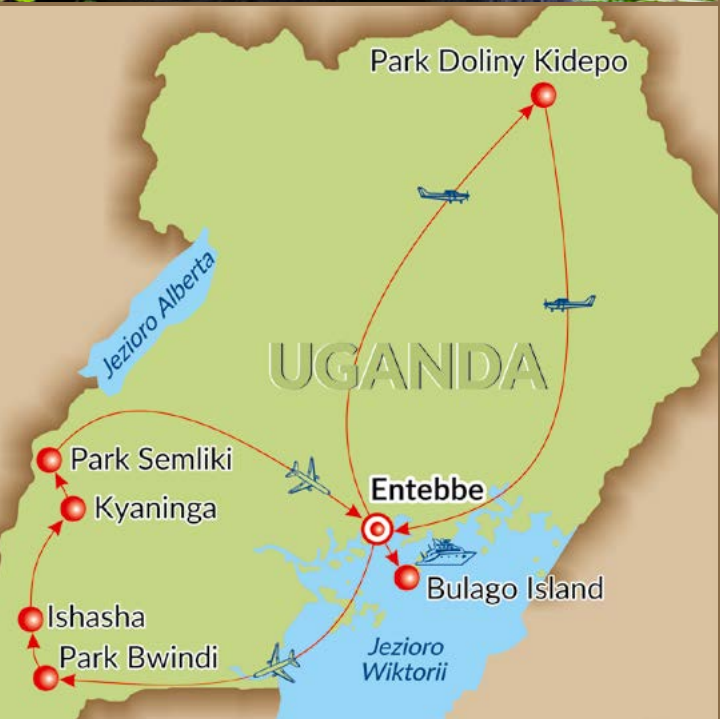 Park Doliny Kidepo
Jezioro Alberta
UGANDA
Park Semliki
Entebbe
Kyaninga
Bulago Island
Ishasha
Jezioro
Wiktorii
Park Bwindi